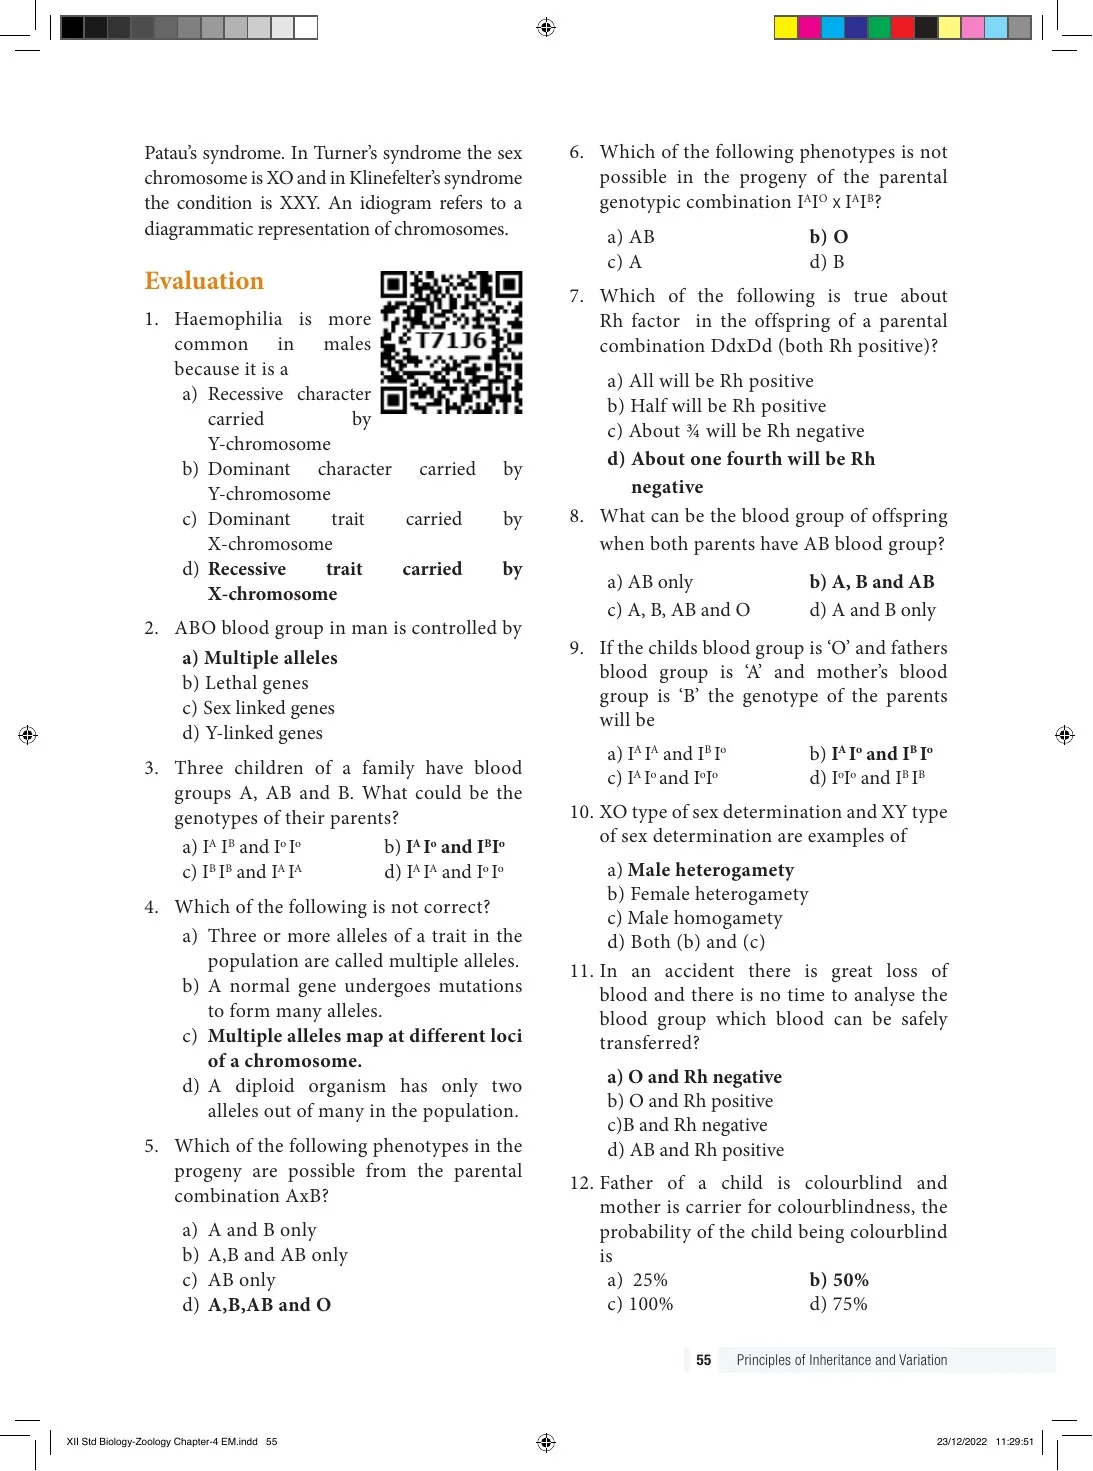 Patau’s syndrome. In Turner’s syndrome the sex
chromosome is XO and in Klinefelter’s syndrome
the condition is XXY. An idiogram refers to a
diagrammatic representation of chromosomes.
Evaluation
T71J6
1. Haemophilia is more
common in males
because it is a
a) Recessive character
carried by
Y-chromosome
b) Dominant character carried by
Y-chromosome
c) Dominant trait carried by
X-chromosome
d) Recessive trait carried by
X-chromosome
2. ABO blood group in man is controlled by
a) Multiple alleles
b) Lethal genes
c) Sex linked genes
d) Y-linked genes
3. Three children of a family have blood
groups A, AB and B. What could be the
genotypes of their parents?
a) Iᴬ Iᴮ and Iᵒ Iᵒ b) Iᴬ Iᵒ and IᴮIᵒ
c) Iᴮ Iᴮ and Iᴬ Iᴬ d) Iᴬ Iᴬ and Iᵒ Iᵒ
4. Which of the following is not correct?
a) Three or more alleles of a trait in the
population are called multiple alleles.
b) A normal gene undergoes mutations
to form many alleles.
c) Multiple alleles map at different loci
of a chromosome.
d) A diploid organism has only two
alleles out of many in the population.
5. Which of the following phenotypes in the
progeny are possible from the parental
combination AxB?
a) A and B only
b) A,B and AB only
c) AB only
d) A,B,AB and O
6. Which of the following phenotypes is not
possible in the progeny of the parental
genotypic combination IᴬIᴼ x IᴬIᴮ?
a) AB b) O
c) A d) B
7. Which of the following is true about
Rh factor in the offspring of a parental
combination DdxDd (both Rh positive)?
a) All will be Rh positive
b) Half will be Rh positive
c) About ¾ will be Rh negative
d) About one fourth will be Rh
negative
8. What can be the blood group of offspring
when both parents have AB blood group?
a) AB only b) A, B and AB
c) A, B, AB and O d) A and B only
9. If the childs blood group is ‘O’ and fathers
blood group is ‘A’ and mother’s blood
group is ‘B’ the genotype of the parents
will be
a) Iᴬ Iᴬ and Iᴮ Iᵒ b) Iᴬ Iᵒ and Iᴮ Iᵒ
c) Iᴬ Iᵒ and IᵒIᵒ d) IᵒIᵒ and Iᴮ Iᴮ
10. XO type of sex determination and XY type
of sex determination are examples of
a) Male heterogamety
b) Female heterogamety
c) Male homogamety
d) Both (b) and (c)
11. In an accident there is great loss of
blood and there is no time to analyse the
blood group which blood can be safely
transferred?
a) O and Rh negative
b) O and Rh positive
c)B and Rh negative
d) AB and Rh positive
12. Father of a child is colourblind and
mother is carrier for colourblindness, the
probability of the child being colourblind
is
a) 25% b) 50%
c) 100% d) 75%
55 Principles of Inheritance and Variation
XII Std Biology-Zoology Chapter-4 EM.indd 55 23/12/2022 11:29:51